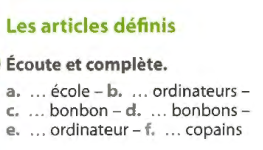 Les articles définis
Écoute et complète.
a. ... école – b. ... ordinateurs –
c. ... bonbon – d. ... bonbons –
e. ... ordinateur – f. ... copains